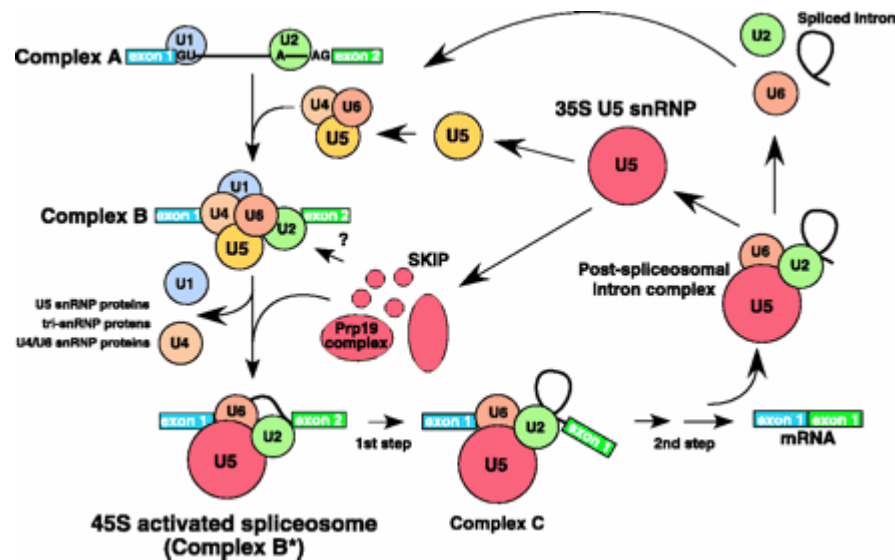 Complex A
exon 1
U1
GU
U2
A
AG
exon 2
U2
Spliced Intron
U6
U4
U6
U5
U5
35S U5 snRNP
U5
Complex B
exon 1
U1
U4
U6
U2
U5
exon 2
?
SKIP
Prp19
complex
U1
U5 snRNP proteins
tri-snRNP protens
U4/U6 snRNP proteins
U4
U6
U2
U5
Post-spliceosomal
Intron complex
exon 1
U6
U2
U5
exon 2
1st step
exon 1
U6
U2
U5
exon 1
2nd step
exon 1
exon 1
mRNA
45S activated spliceosome
(Complex B*)
Complex C